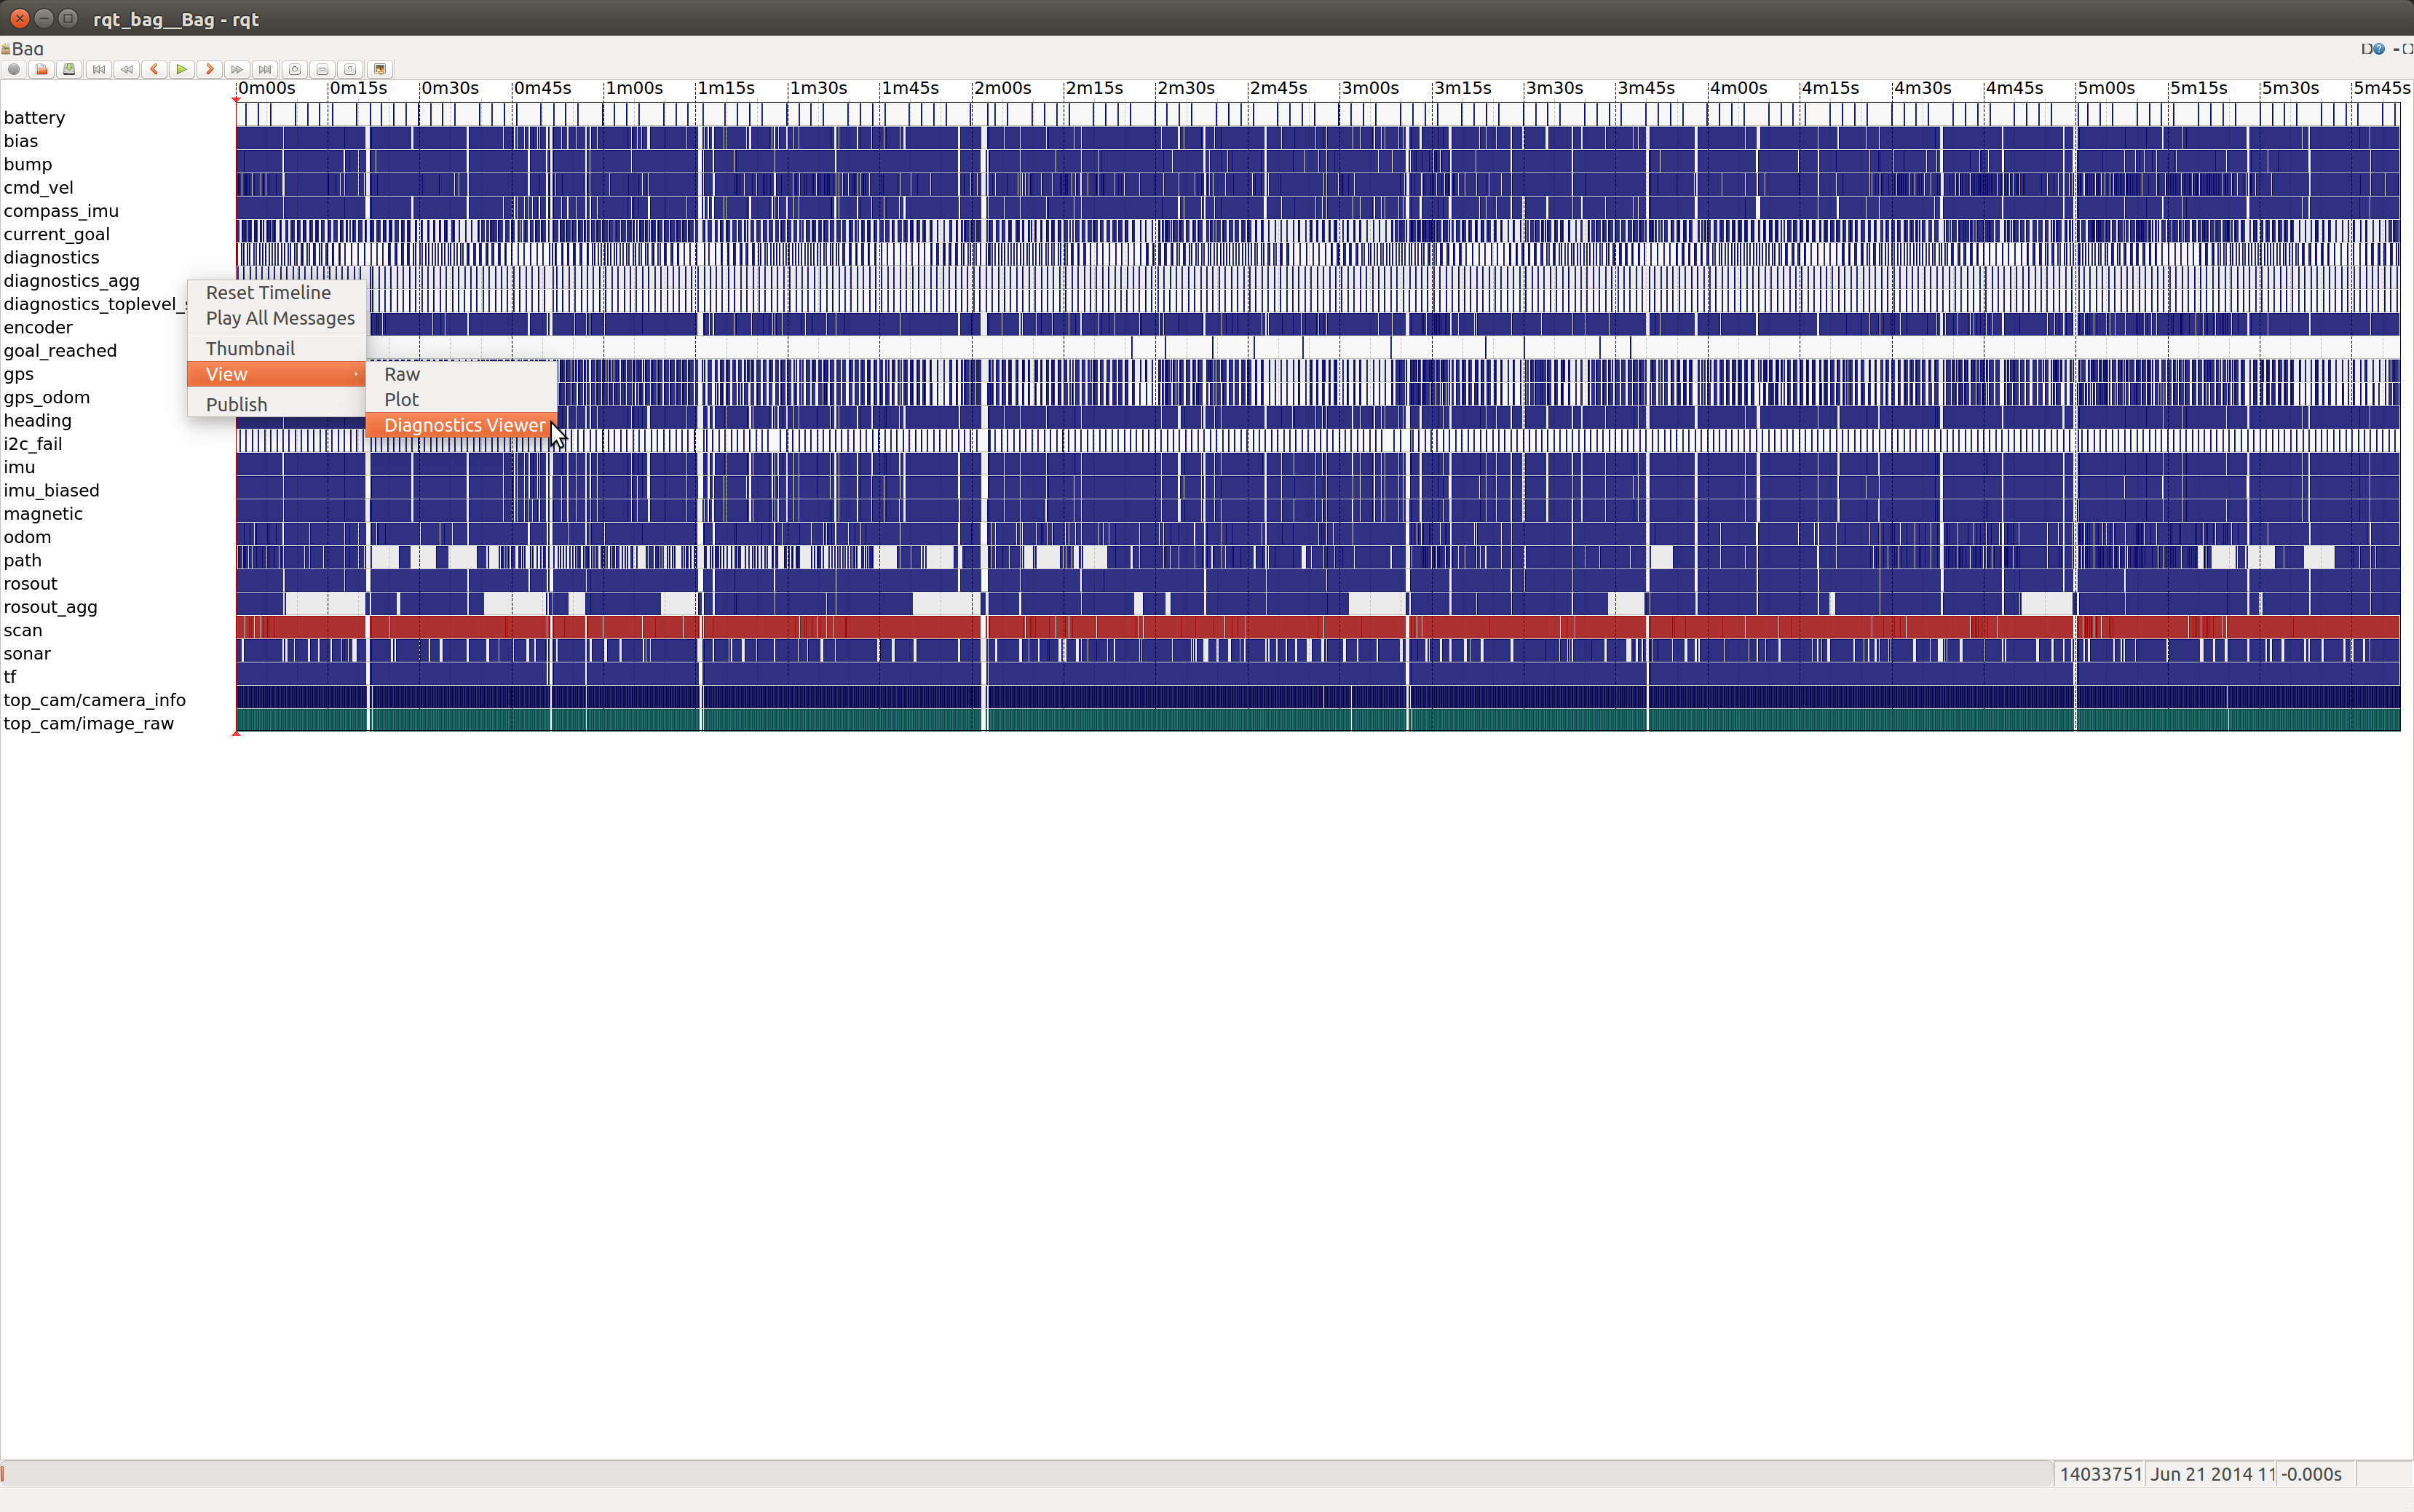 rqt_bag__Bag - rqt
Bag
0m00s 0m15s 0m30s 0m45s 1m00s 1m15s 1m30s 1m45s 2m00s 2m15s 2m30s 2m45s 3m00s 3m15s 3m30s 3m45s 4m00s 4m15s 4m30s 4m45s 5m00s 5m15s 5m30s 5m45s
battery
bias
bump
cmd_vel
compass_imu
current_goal
diagnostics
diagnostics_agg
diagnostics_toplevel_s
encoder
goal_reached
gps
gps_odom
heading
i2c_fail
imu
imu_biased
magnetic
odom
path
rosout
rosout_agg
scan
sonar
tf
top_cam/camera_info
top_cam/image_raw
Reset Timeline
Play All Messages
Thumbnail
View
Publish
Raw
Plot
Diagnostics Viewer
14033751 Jun 21 2014 11 -0.000s